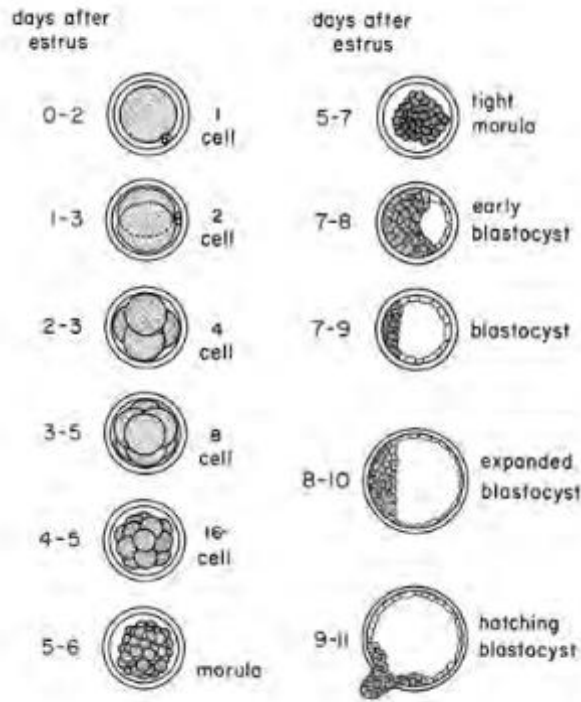 days after
estrus
0-2
1
cell
1-3
2
cell
2-3
4
cell
3-5
8
cell
4-5
16-
cell
5-6
morula
days after
estrus
5-7
tight
morula
7-8
early
blastocyst
7-9
blastocyst
8-10
expanded
blastocyst
9-11
hatching
blastocyst